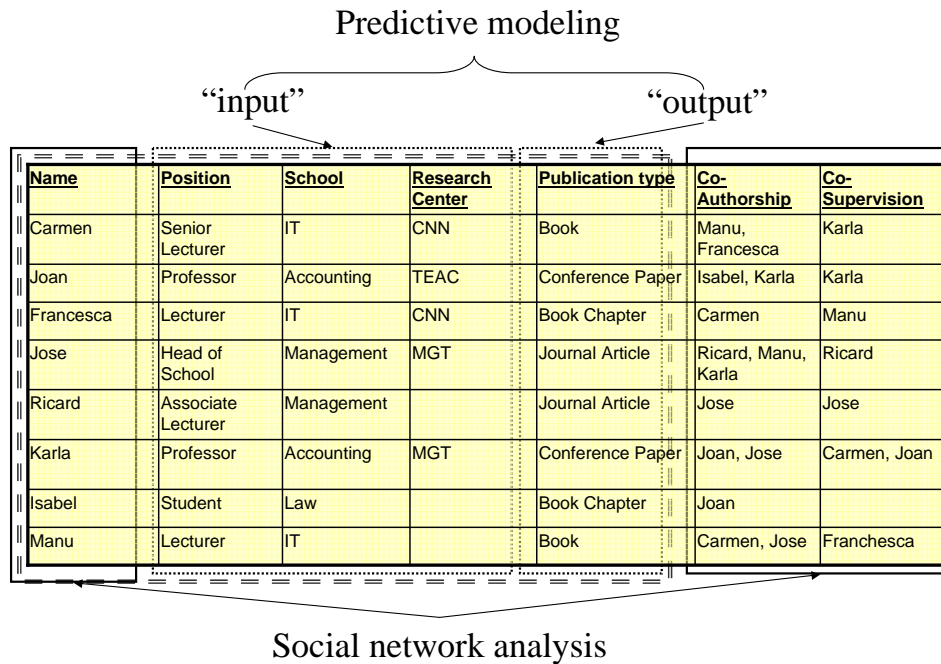 Predictive modeling
“input” “output”
Name Position School Research Center Publication type Co-Authorship Co-Supervision
Carmen Senior Lecturer IT CNN Book Manu, Francesca Karla
Joan Professor Accounting TEAC Conference Paper Isabel, Karla Karla
Francesca Lecturer IT CNN Book Chapter Carmen Manu
Jose Head of School Management MGT Journal Article Ricard, Manu, Karla Ricard
Ricard Associate Lecturer Management Journal Article Jose Jose
Karla Professor Accounting MGT Conference Paper Joan, Jose Carmen, Joan
Isabel Student Law Book Chapter Joan
Manu Lecturer IT Book Carmen, Jose Franchesca
Social network analysis